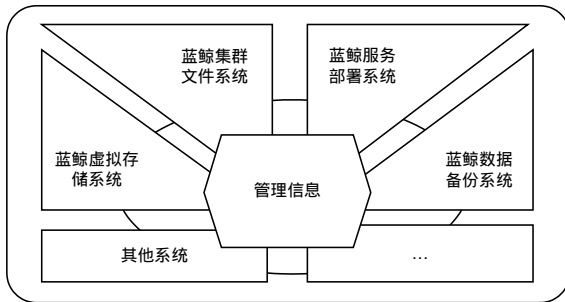 蓝鲸集群
文件系统
蓝鲸服务
部署系统
蓝鲸虚拟存
储系统
管理信息
蓝鲸数据
备份系统
其他系统
…